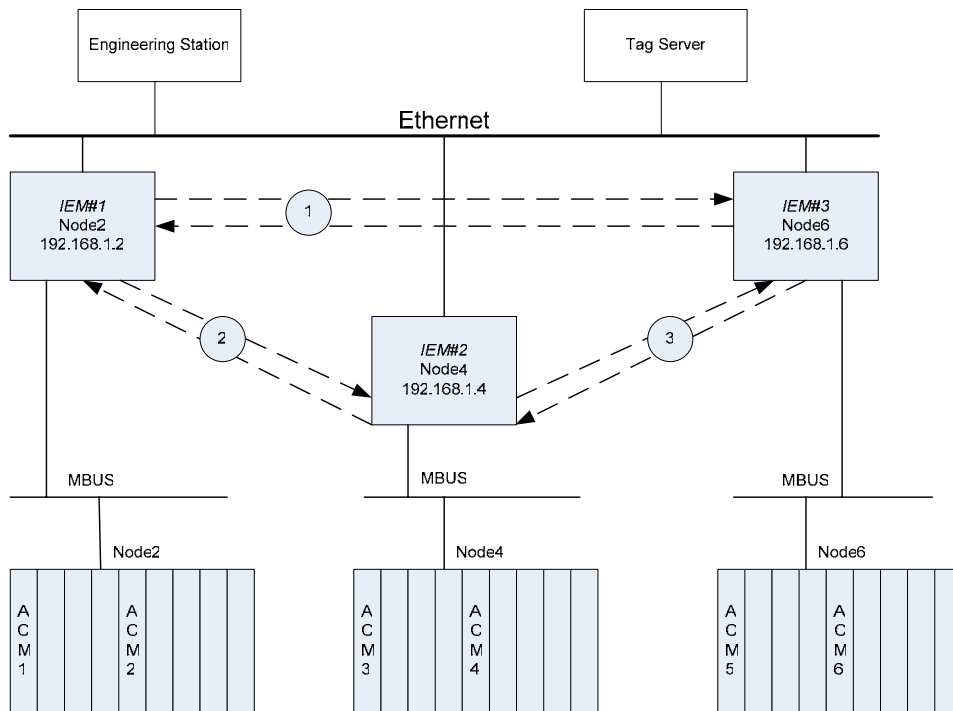 Engineering Station
Tag Server
Ethernet
IEM#1
Node2
192.168.1.2
1
IEM#3
Node6
192.168.1.6
2
IEM#2
Node4
192.168.1.4
3
MBUS
MBUS
MBUS
Node2
Node4
Node6
A
C
M
1
A
C
M
2
A
C
M
3
A
C
M
4
A
C
M
5
A
C
M
6